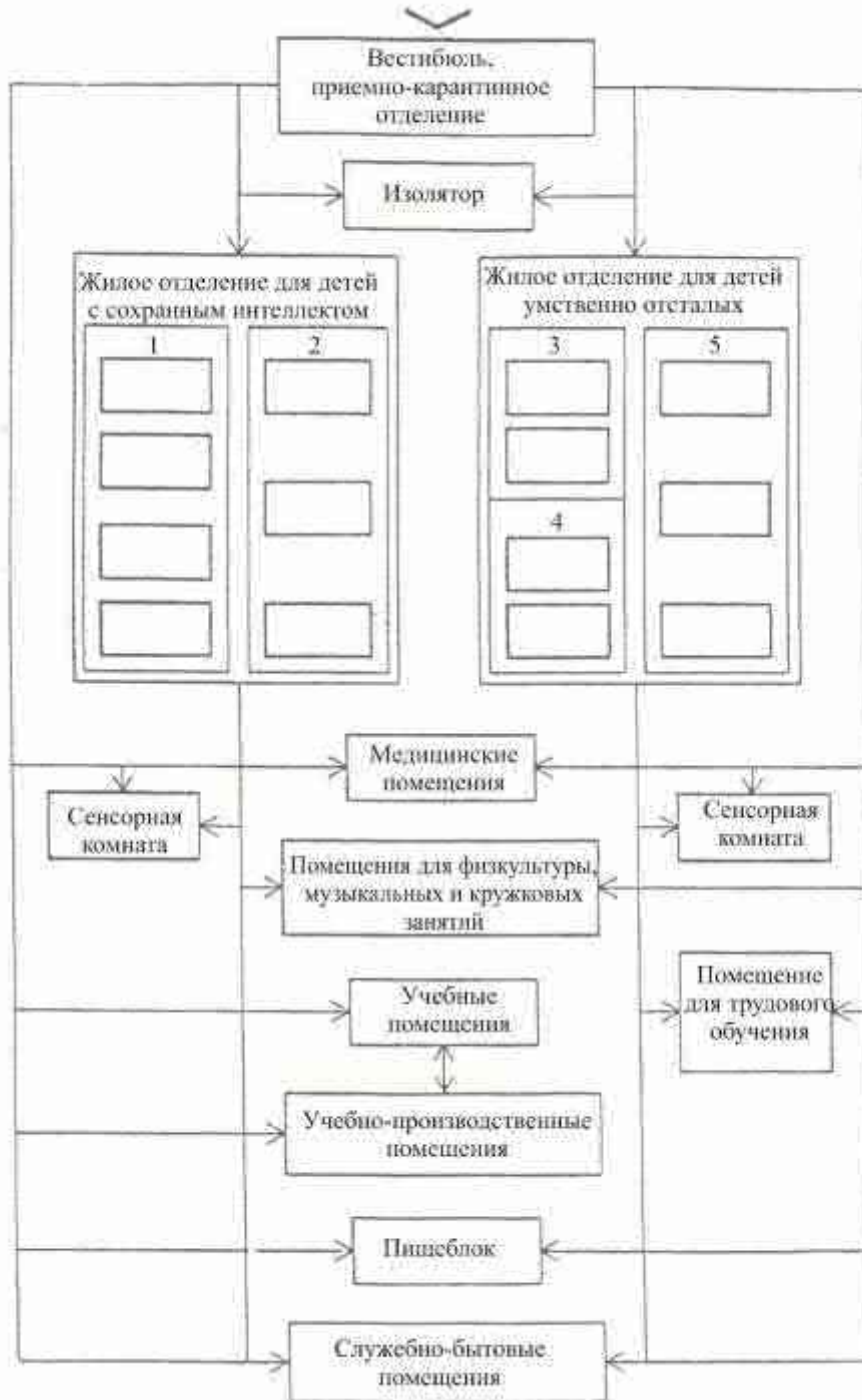 Вестибюль,
приемно-карантинное
отделение
Изолятор
Жилое отделение для детей
с сохранным интеллектом
1
2
Жилое отделение для детей
умственно отсталых
3
5
4
Медицинские
помещения
Сенсорная
комната
Сенсорная
комната
Помещения для физкультуры,
музыкальных и кружковых
занятий
Учебные
помещения
Помещение
для трудового
обучения
Учебно-производственные
помещения
Пищеблок
Служебно-бытовые
помещения